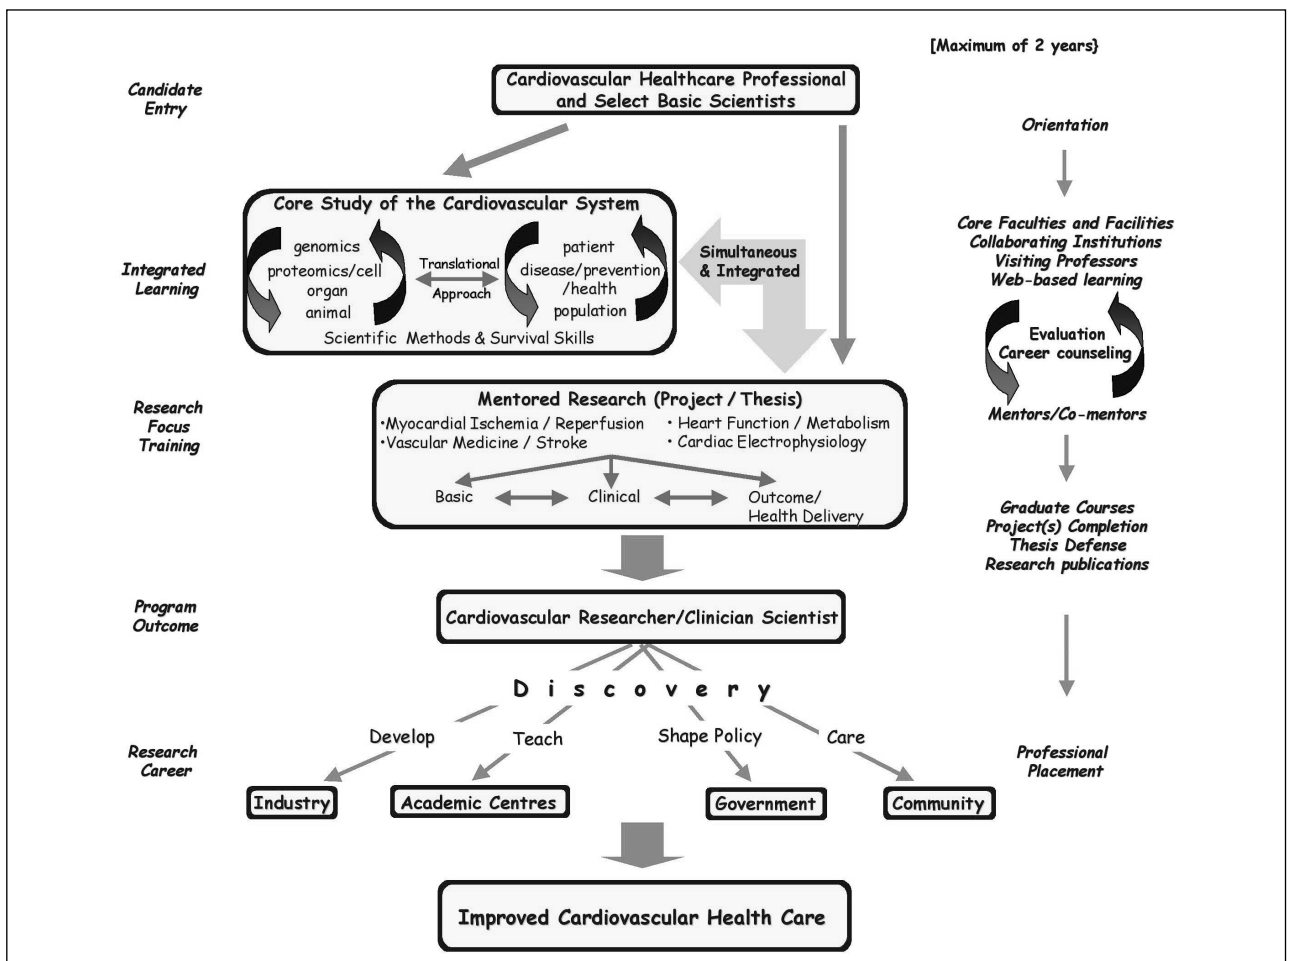 [Maximum of 2 years}
Candidate
Entry
Cardiovascular Healthcare Professional
and Select Basic Scientists
Orientation
Integrated
Learning
Core Study of the Cardiovascular System
genomics
proteomics/cell
organ
animal
Translational
Approach
patient
disease/prevention
/health
population
Scientific Methods & Survival Skills
Simultaneous
& Integrated
Core Faculties and Facilities
Collaborating Institutions
Visiting Professors
Web-based learning
Evaluation
Career counseling
Mentors/Co-mentors
Research
Focus
Training
Mentored Research (Project / Thesis)
•Myocardial Ischemia / Reperfusion
•Vascular Medicine / Stroke
• Heart Function / Metabolism
• Cardiac Electrophysiology
Basic
Clinical
Outcome/
Health Delivery
Graduate Courses
Project(s) Completion
Thesis Defense
Research publications
Program
Outcome
Cardiovascular Researcher/Clinician Scientist
Discovery
Develop
Teach
Shape Policy
Care
Research
Career
Industry
Academic Centres
Government
Community
Professional
Placement
Improved Cardiovascular Health Care